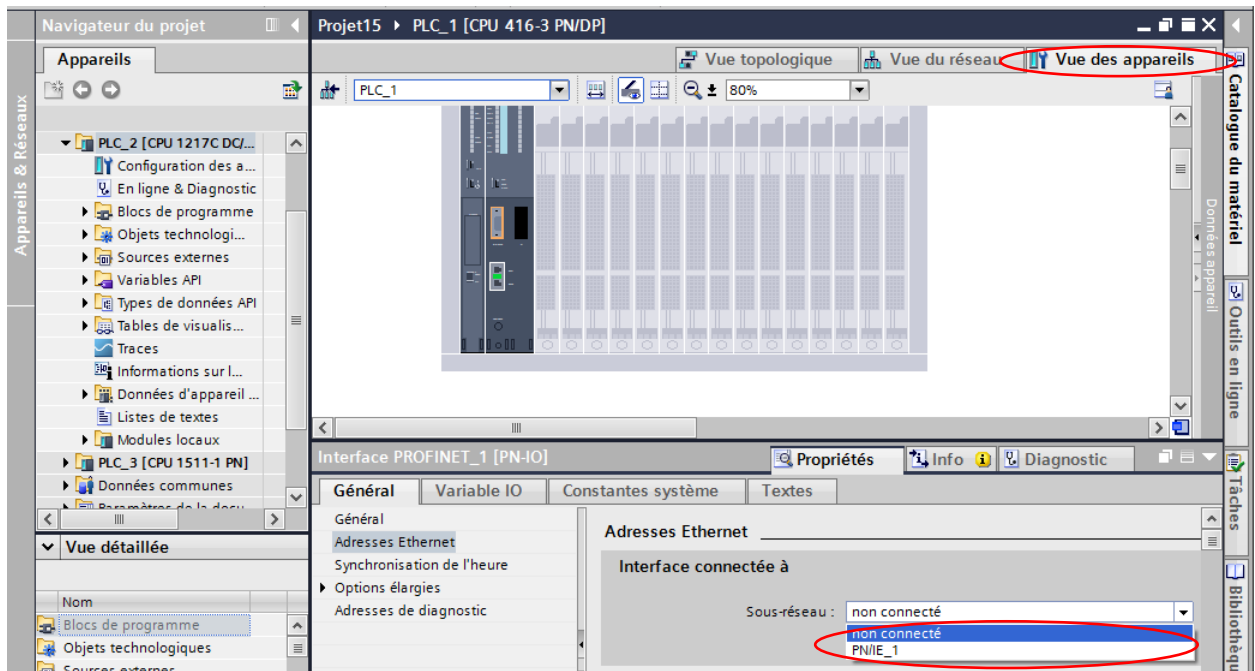 Navigateur du projet
Projet15 ▸ PLC_1 [CPU 416-3 PN/DP]
Appareils
Vue topologique
Vue du réseau
Vue des appareils
PLC_1
80%
Appareils & Réseaux
PLC_2 [CPU 1217C DC/...
Configuration des a...
En ligne & Diagnostic
Blocs de programme
Objets technologi...
Sources externes
Variables API
Types de données API
Tables de visualis...
Traces
Informations sur l...
Données d'appareil ...
Listes de textes
Modules locaux
PLC_3 [CPU 1511-1 PN]
Données communes
Vue détaillée
Nom
Blocs de programme
Objets technologiques
Sources externes
Données appareil
Interface PROFINET_1 [PN-IO]
Propriétés
Info
Diagnostic
Général
Variable IO
Constantes système
Textes
Général
Adresses Ethernet
Synchronisation de l'heure
Options élargies
Adresses de diagnostic
Adresses Ethernet
Interface connectée à
Sous-réseau :
non connecté
non connecté
PN/IE_1
Catalogue du matériel
Outils en ligne
Tâches